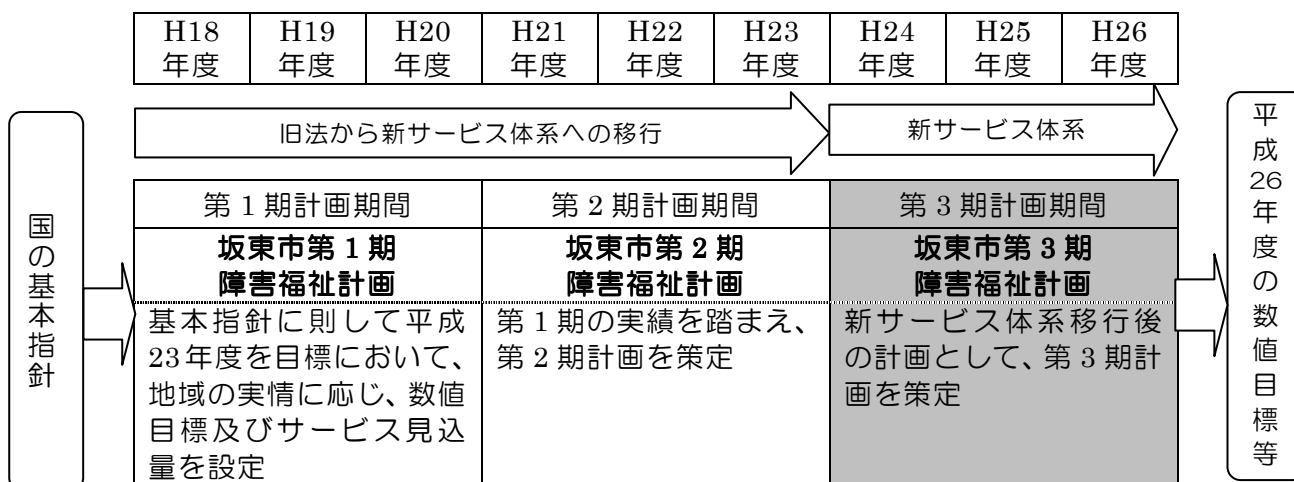 H18 年度
H19 年度
H20 年度
H21 年度
H22 年度
H23 年度
H24 年度
H25 年度
H26 年度
旧法から新サービス体系への移行
新サービス体系
国の基本指針
第1期計画期間
坂東市第1期
障害福祉計画
基本指針に則して平成
23年度を目標において、
地域の実情に応じ、数値
目標及びサービス見込
量を設定
第2期計画期間
坂東市第2期
障害福祉計画
第1期の実績を踏まえ、
第2期計画を策定
第3期計画期間
坂東市第3期
障害福祉計画
新サービス体系移行後
の計画として、第3期計
画を策定
平成26年度の数値目標等